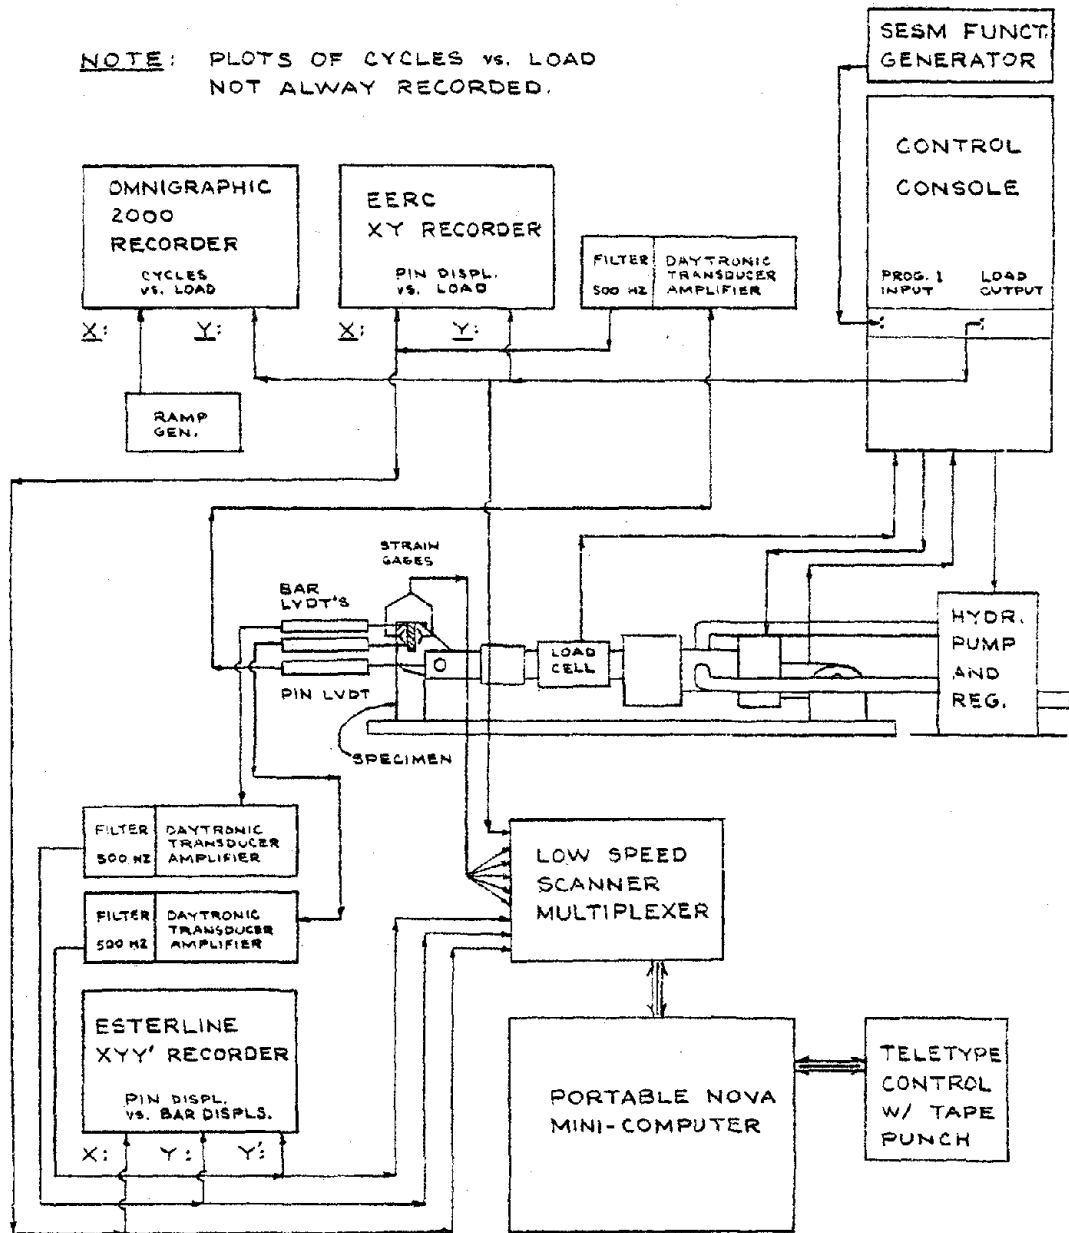 NOTE: PLOTS OF CYCLES VS. LOAD
NOT ALWAY RECORDED.
SESM FUNCT.
GENERATOR
CONTROL
CONSOLE
PROG. 1
INPUT
LOAD
OUTPUT
OMNIGRAPHIC
2000
RECORDER
CYCLES
VS. LOAD
X: Y:
EERC
XY RECORDER
PIN DISPL.
VS. LOAD
X: Y:
FILTER
500 HZ
DAYTRONIC
TRANSDUCER
AMPLIFIER
RAMP
GEN.
STRAIN
GAGES
BAR
LVDT'S
PIN LVDT
LOAD
CELL
HYDR.
PUMP
AND
REG.
SPECIMEN
FILTER
500 HZ
DAYTRONIC
TRANSDUCER
AMPLIFIER
FILTER
500 HZ
DAYTRONIC
TRANSDUCER
AMPLIFIER
LOW SPEED
SCANNER
MULTIPLEXER
ESTERLINE
XYY' RECORDER
PIN DISPL.
VS. BAR DISPLS.
X: Y: Y':
PORTABLE NOVA
MINI-COMPUTER
TELETYPE
CONTROL
W/ TAPE
PUNCH